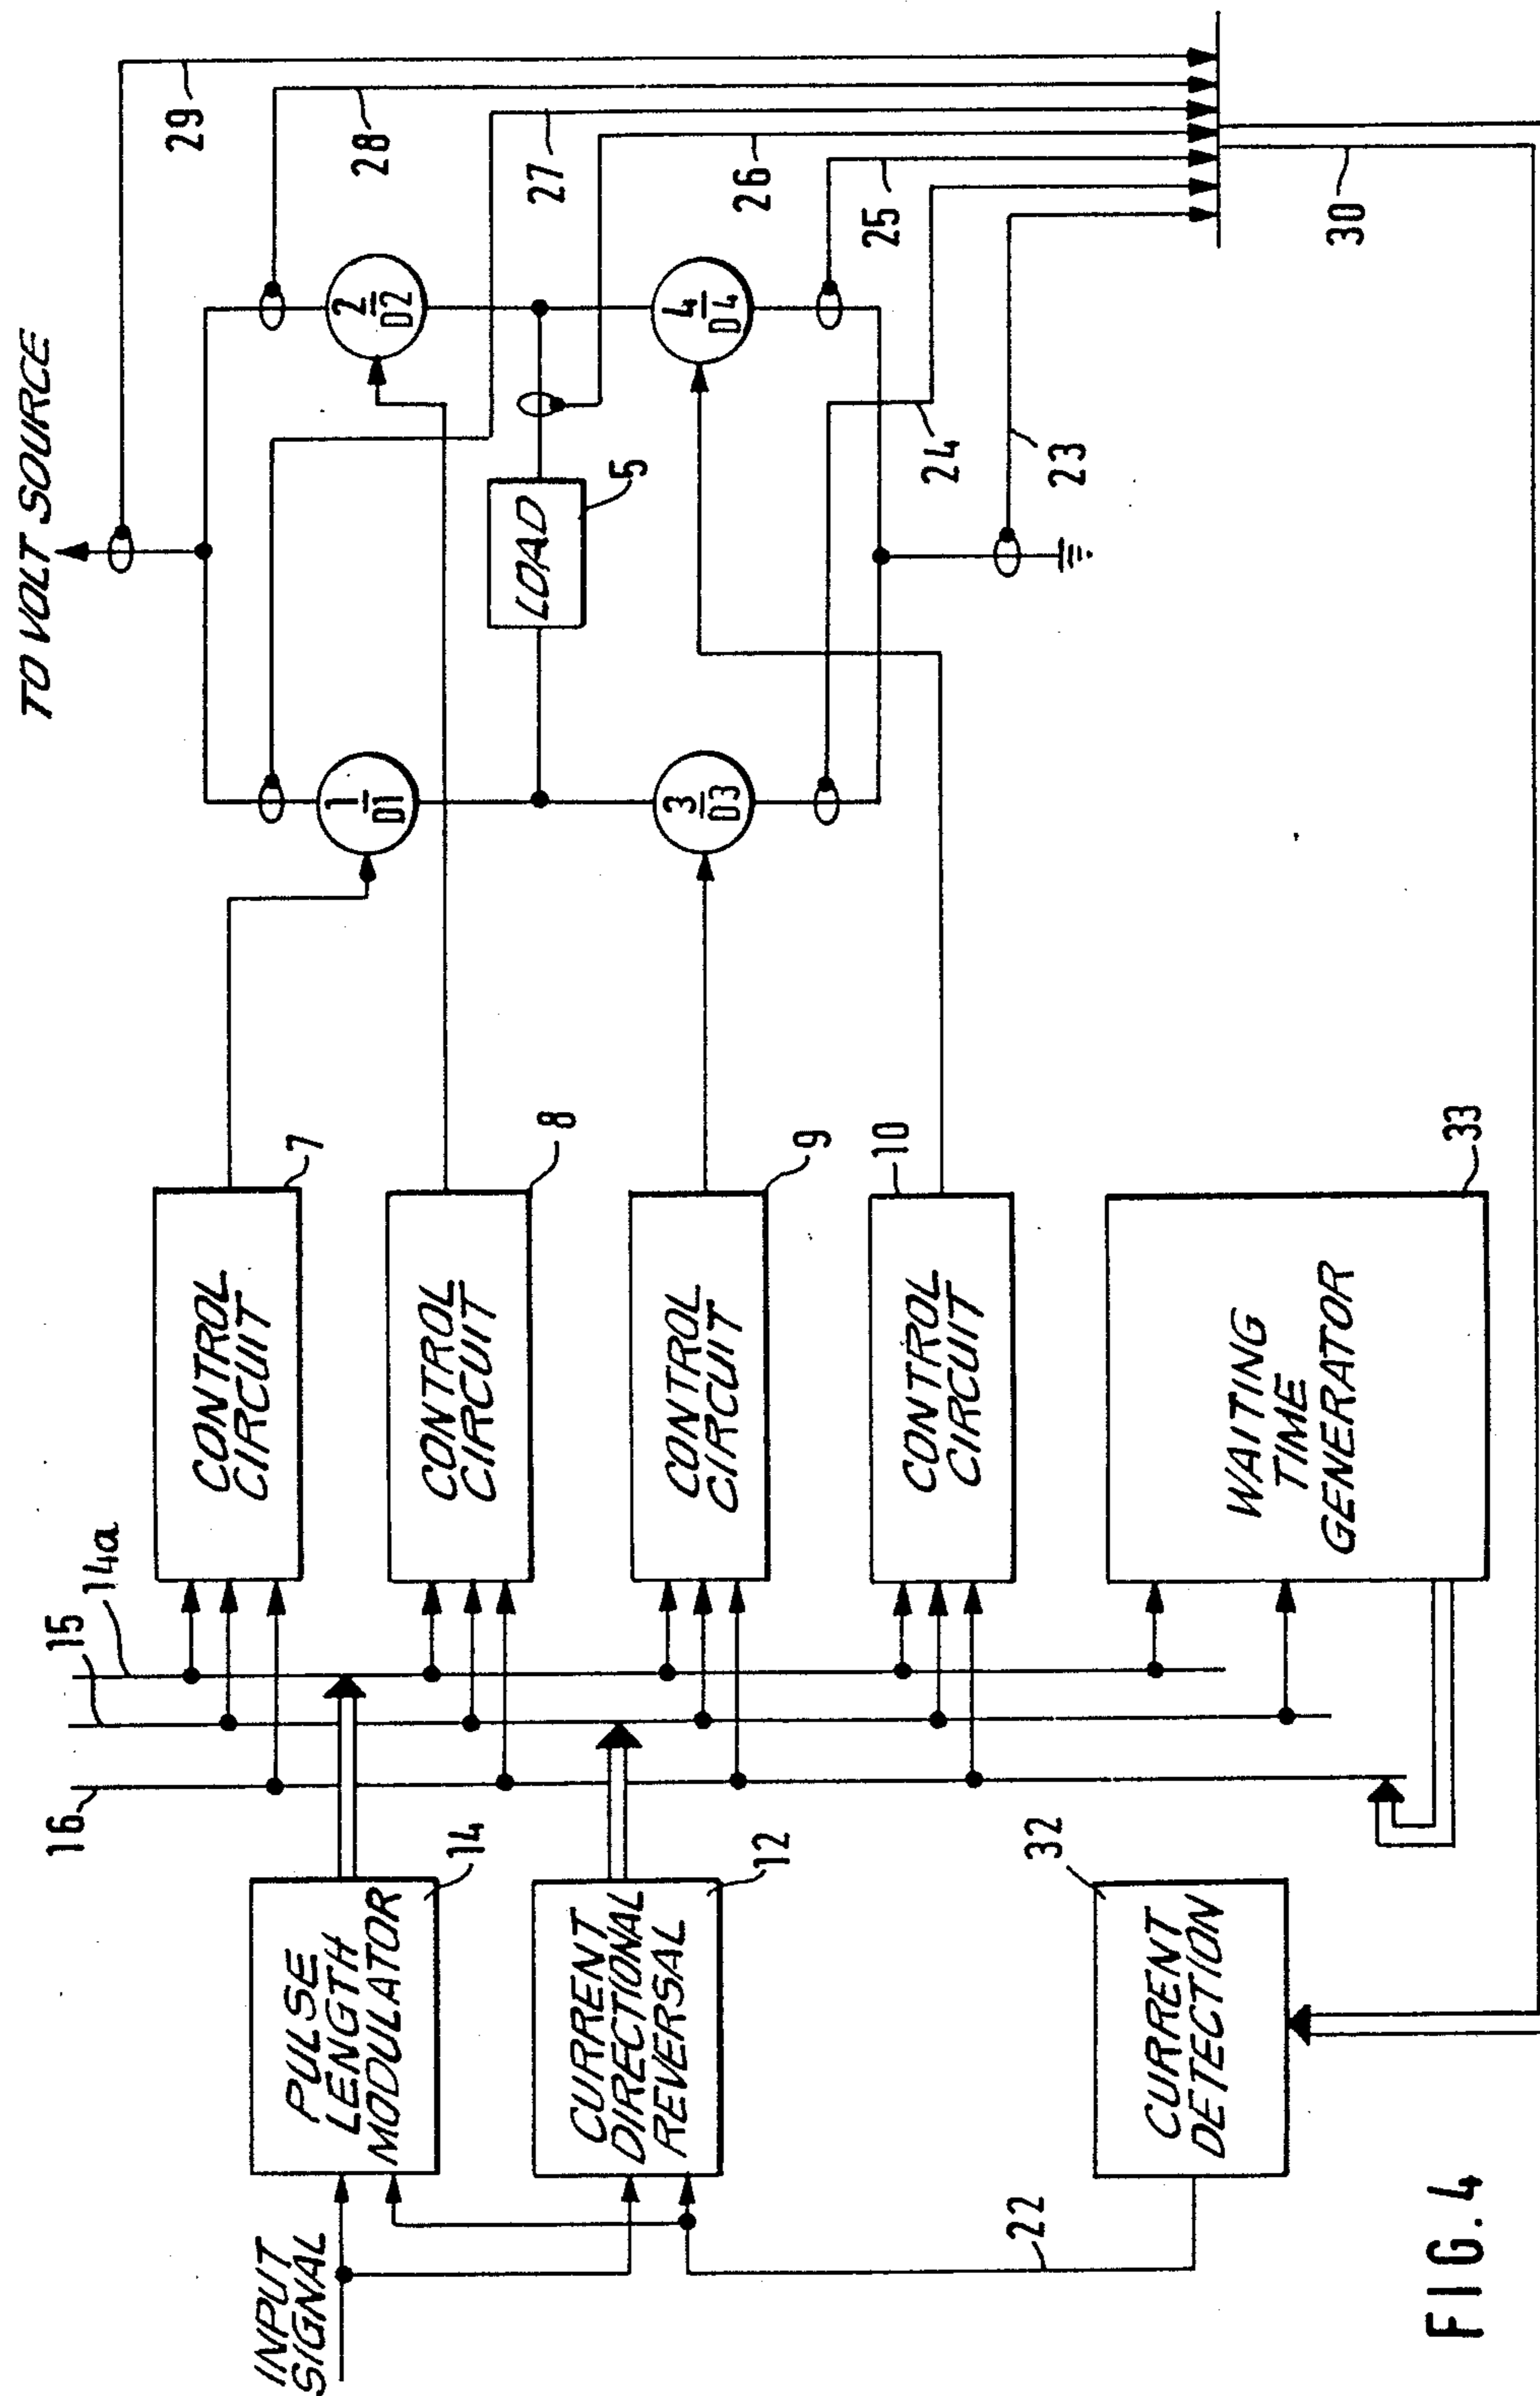 TO VOLT SOURCE
29
28
27
26
25
24
23
30
1
D1
2
D2
3
D3
4
D4
LOAD
5
CONTROL
CIRCUIT
7
CONTROL
CIRCUIT
8
CONTROL
CIRCUIT
9
CONTROL
CIRCUIT
10
WAITING
TIME
GENERATOR
33
14a
15
16
PULSE
LENGTH
MODULATOR
14
CURRENT
DIRECTIONAL
REVERSAL
12
CURRENT
DETECTION
32
22
INPUT
SIGNAL
FIG. 4